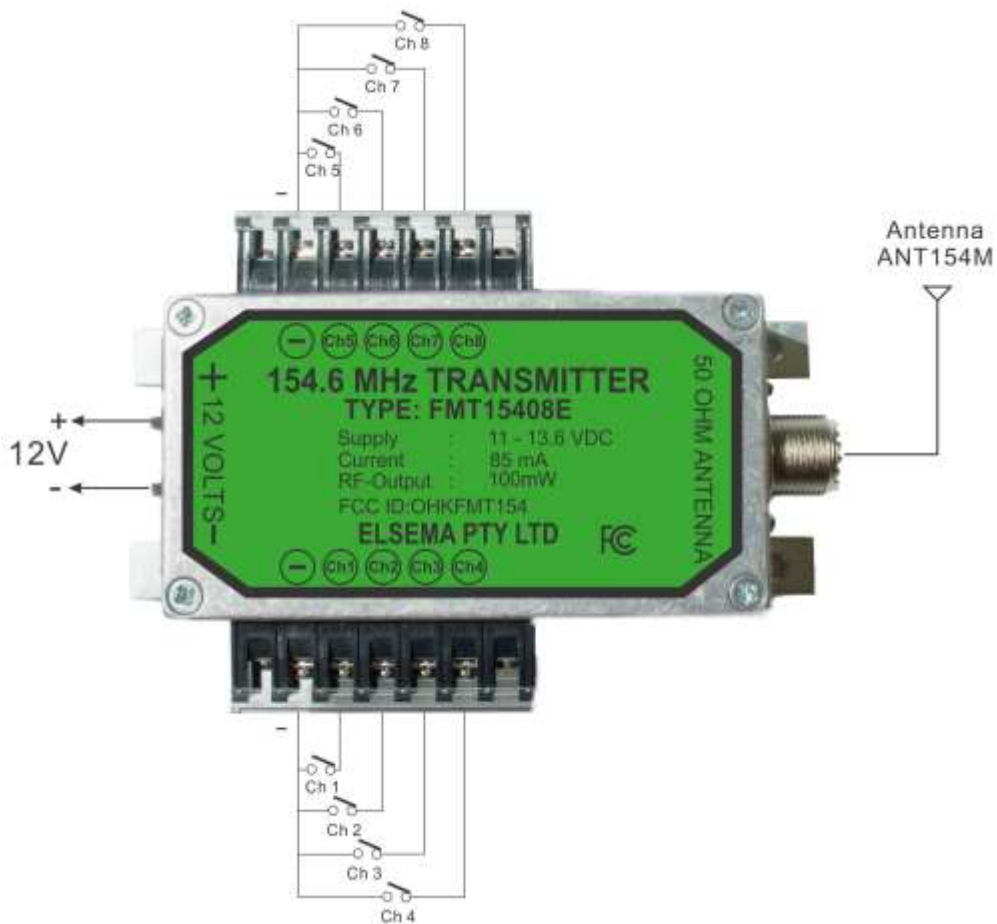 Ch 8
Ch 7
Ch 6
Ch 5
-
Antenna
ANT154M
- Ch5 Ch6 Ch7 Ch8
154.6 MHz TRANSMITTER
TYPE: FMT15408E
Supply : 11 - 13.6 VDC
Current : 85 mA
RF-Output : 100mW
FCC ID:OHKFMT154
ELSEMA PTY LTD
FC
- Ch1 Ch2 Ch3 Ch4
+12 VOLTS-
50 OHM ANTENNA
+
12V
-
-
Ch 1
Ch 2
Ch 3
Ch 4